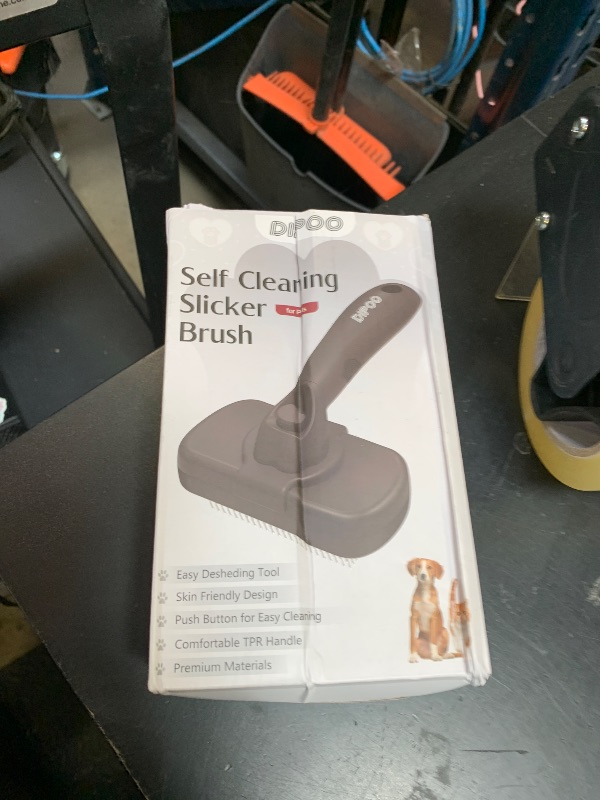 DIPOO
Self Clearing
Slicker
for pets
Brush
DIPOO
Easy Desheding Tool
Skin Friendly Design
Push Button for Easy Clearing
Comfortable TPR Handle
Premium Materials